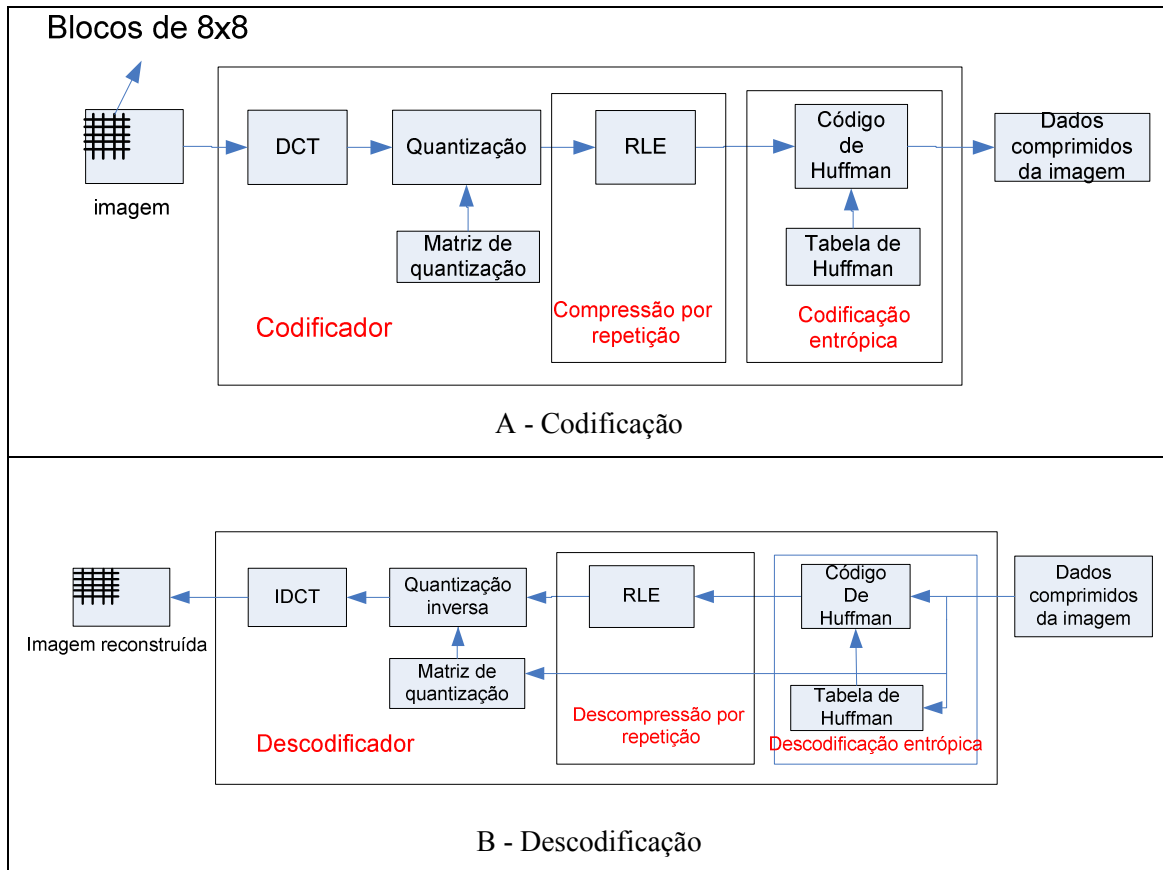 Blocos de 8x8
imagem
DCT
Quantização
Matriz de
quantização
Codificador
RLE
Compressão por
repetição
Código
de
Huffman
Tabela de
Huffman
Codificação
entrópica
Dados
comprimidos
da imagem
A - Codificação
Imagem reconstruída
IDCT
Quantização
inversa
Matriz de
quantização
Descodificador
RLE
Descompressão por
repetição
Código
De
Huffman
Tabela de
Huffman
Descodificação entrópica
Dados
comprimidos
da imagem
B - Descodificação